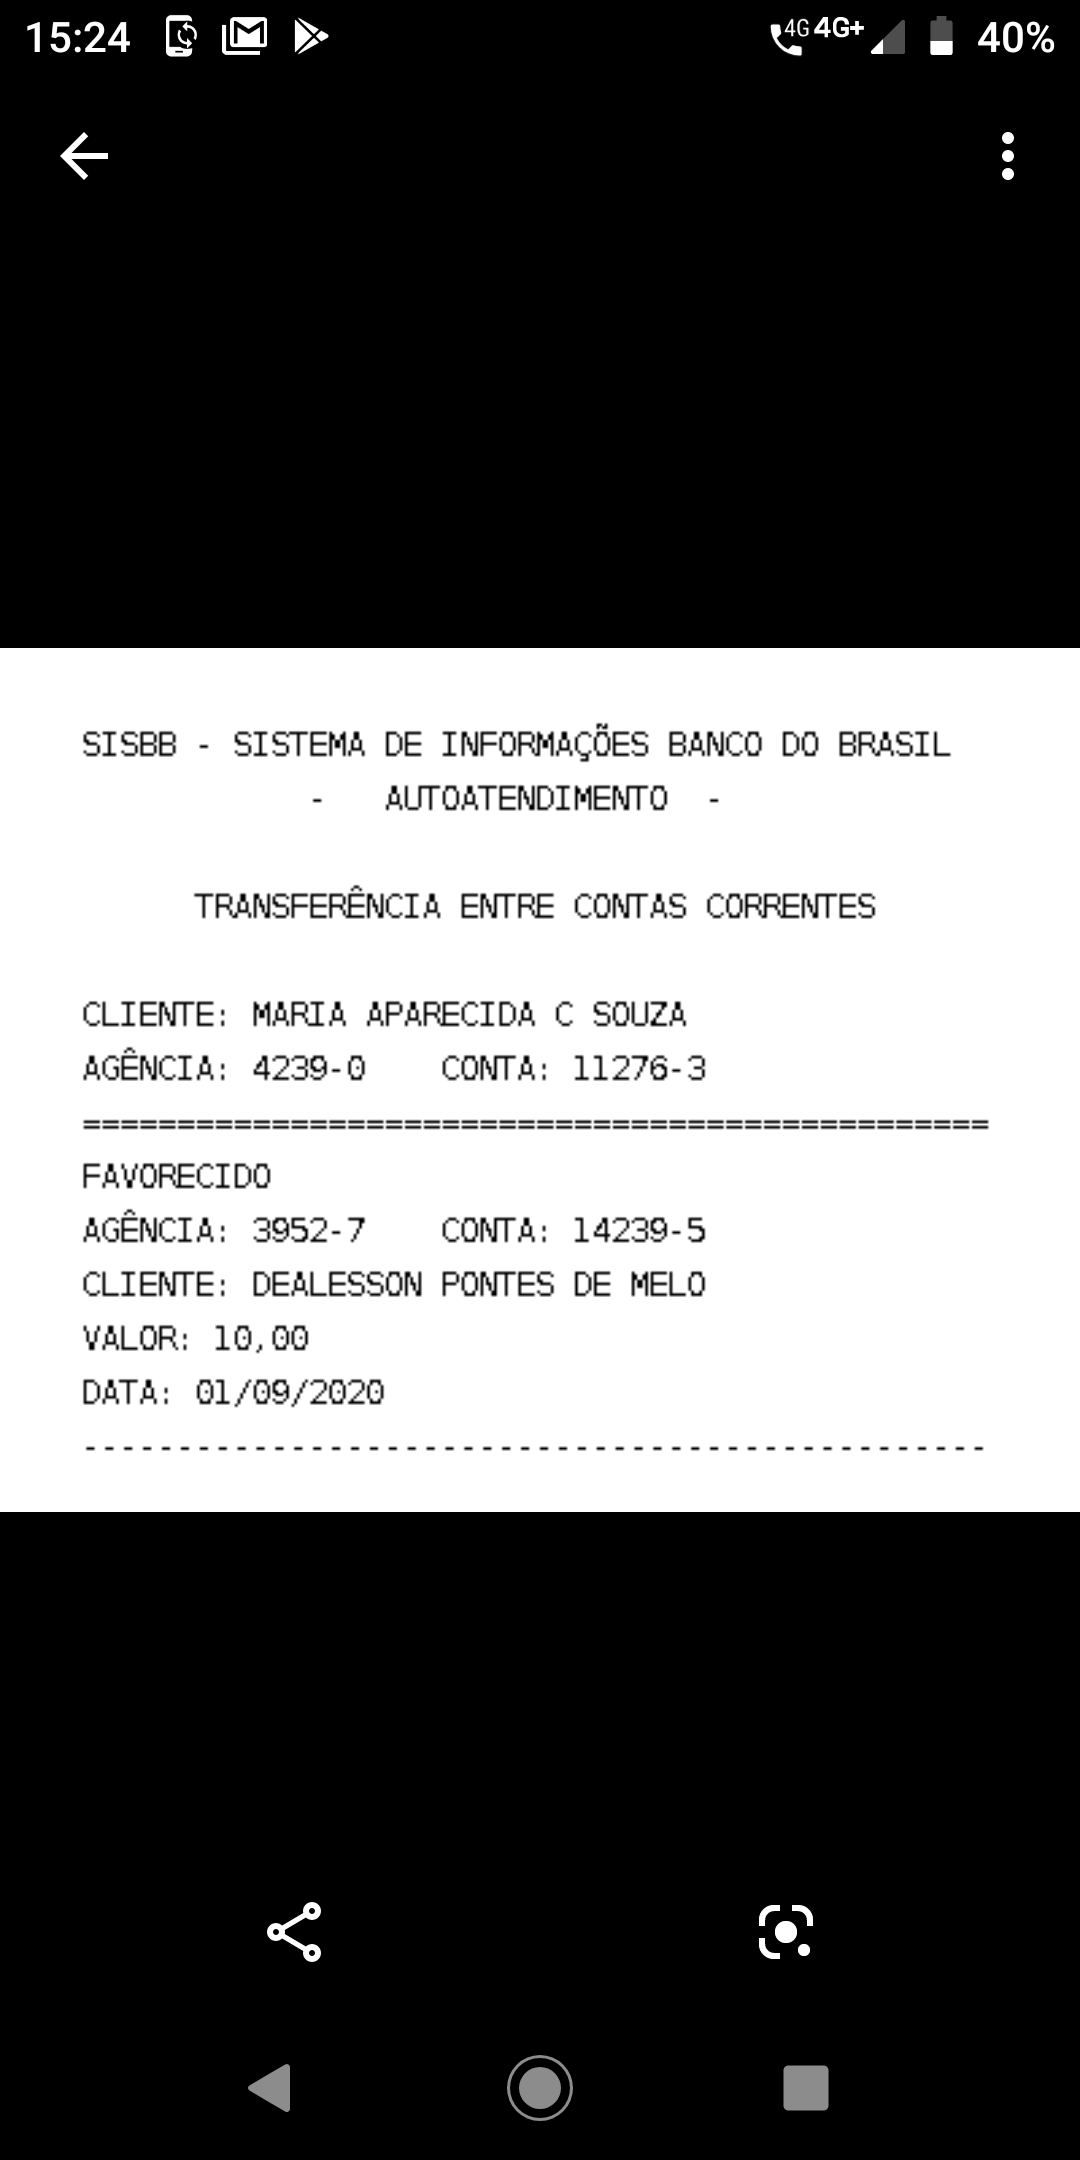 15:24 4G 4G+ 40%
SISBB - SISTEMA DE INFORMAÇÕES BANCO DO BRASIL
- AUTOATENDIMENTO -
TRANSFERÊNCIA ENTRE CONTAS CORRENTES
CLIENTE: MARIA APARECIDA C SOUZA
AGÊNCIA: 4239-0 CONTA: 11276-3
================================================
FAVORECIDO
AGÊNCIA: 3952-7 CONTA: 14239-5
CLIENTE: DEALESSON PONTES DE MELO
VALOR: 10,00
DATA: 01/09/2020
------------------------------------------------